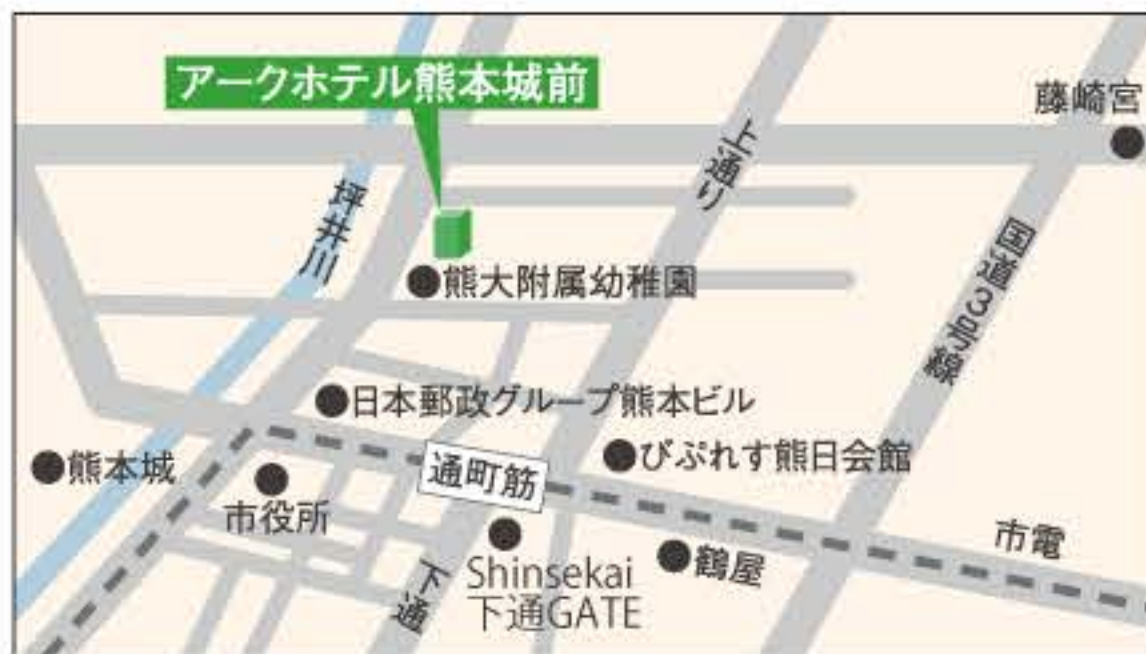 アークホテル熊本城前
藤崎宮
上通り
坪井川
国道3号線
熊大附属幼稚園
日本郵政グループ熊本ビル
びぷれす熊日会館
熊本城
通町筋
市役所
市電
鶴屋
下通
Shinsekai
下通GATE